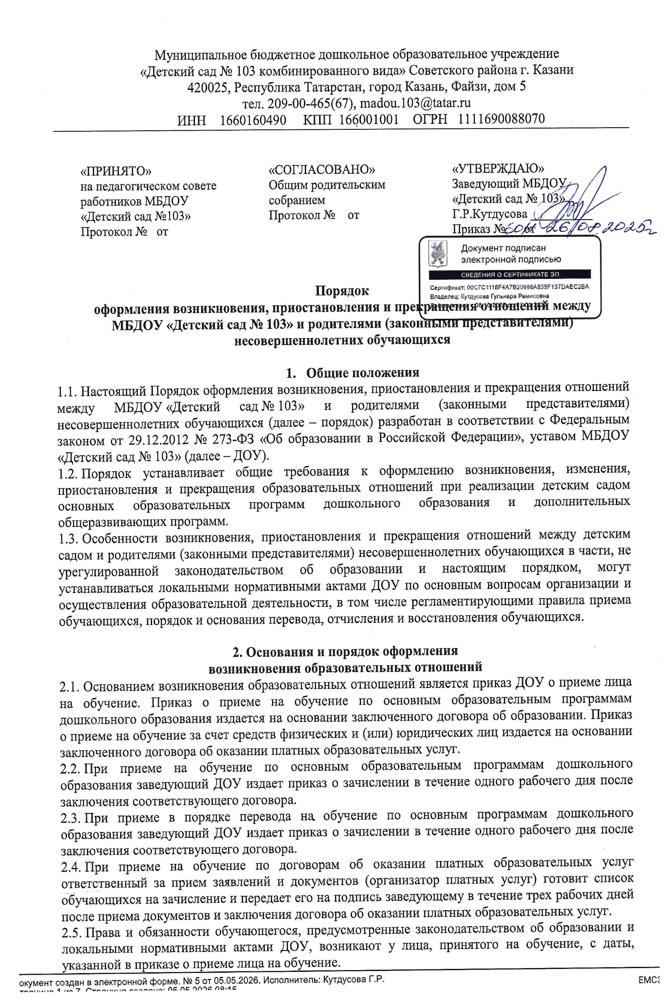 Муниципальное бюджетное дошкольное образовательное учреждение
«Детский сад № 103 комбинированного вида» Советского района г. Казани
420025, Республика Татарстан, город Казань, Файзи, дом 5
тел. 209-00-465(67), madou.103@tatar.ru
ИНН 1660160490 КПП 166001001 ОГРН 1111690088070
«ПРИНЯТО»
на педагогическом совете
работников МБДОУ
«Детский сад №103»
Протокол № от
«СОГЛАСОВАНО»
Общим родительским
собранием
Протокол № от
«УТВЕРЖДАЮ»
Заведующий МБДОУ
«Детский сад № 103»
Г.Р.Кутдусова
Приказ № от 26.08.2025г
Документ подписан
электронной подписью
СВЕДЕНИЯ О СЕРТИФИКАТЕ ЭП
Сертификат: 00C7C1118F4A7B20986A835F137DAEC2BA
Владелец: Кутдусова Гульнара Рамисовна
Порядок
оформления возникновения, приостановления и прекращения отношений между
МБДОУ «Детский сад № 103» и родителями (законными представителями)
несовершеннолетних обучающихся
1. Общие положения
1.1. Настоящий Порядок оформления возникновения, приостановления и прекращения отношений
между МБДОУ «Детский сад № 103» и родителями (законными представителями)
несовершеннолетних обучающихся (далее – порядок) разработан в соответствии с Федеральным
законом от 29.12.2012 № 273-ФЗ «Об образовании в Российской Федерации», уставом МБДОУ
«Детский сад № 103» (далее – ДОУ).
1.2. Порядок устанавливает общие требования к оформлению возникновения, изменения,
приостановления и прекращения образовательных отношений при реализации детским садом
основных образовательных программ дошкольного образования и дополнительных
общеразвивающих программ.
1.3. Особенности возникновения, приостановления и прекращения отношений между детским
садом и родителями (законными представителями) несовершеннолетних обучающихся в части, не
урегулированной законодательством об образовании и настоящим порядком, могут
устанавливаться локальными нормативными актами ДОУ по основным вопросам организации и
осуществления образовательной деятельности, в том числе регламентирующими правила приема
обучающихся, порядок и основания перевода, отчисления и восстановления обучающихся.
2. Основания и порядок оформления
возникновения образовательных отношений
2.1. Основанием возникновения образовательных отношений является приказ ДОУ о приеме лица
на обучение. Приказ о приеме на обучение по основным образовательным программам
дошкольного образования издается на основании заключенного договора об образовании. Приказ
о приеме на обучение за счет средств физических и (или) юридических лиц издается на основании
заключенного договора об оказании платных образовательных услуг.
2.2. При приеме на обучение по основным образовательным программам дошкольного
образования заведующий ДОУ издает приказ о зачислении в течение одного рабочего дня после
заключения соответствующего договора.
2.3. При приеме в порядке перевода на обучение по основным программам дошкольного
образования заведующий ДОУ издает приказ о зачислении в течение одного рабочего дня после
заключения соответствующего договора.
2.4. При приеме на обучение по договорам об оказании платных образовательных услуг
ответственный за прием заявлений и документов (организатор платных услуг) готовит список
обучающихся на зачисление и передает его на подпись заведующему в течение трех рабочих дней
после приема документов и заключения договора об оказании платных образовательных услуг.
2.5. Права и обязанности обучающегося, предусмотренные законодательством об образовании и
локальными нормативными актами ДОУ, возникают у лица, принятого на обучение, с даты,
указанной в приказе о приеме лица на обучение.
окумент создан в электронной форме. № 5 от 05.05.2026. Исполнитель: Кутдусова Г.Р.